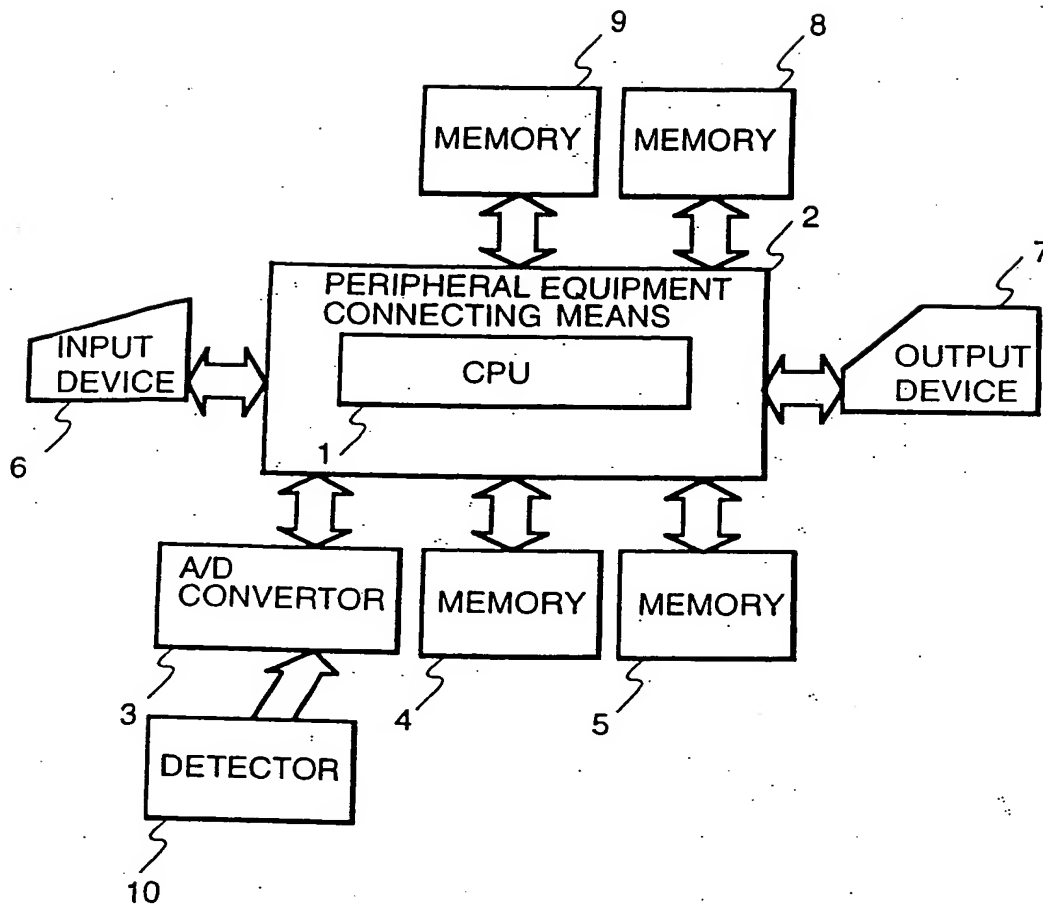 9
8
MEMORY
MEMORY
2
7
PERIPHERAL EQUIPMENT
CONNECTING MEANS
INPUT
DEVICE
CPU
OUTPUT
DEVICE
6
1
A/D
CONVERTOR
MEMORY
MEMORY
3
4
5
DETECTOR
10